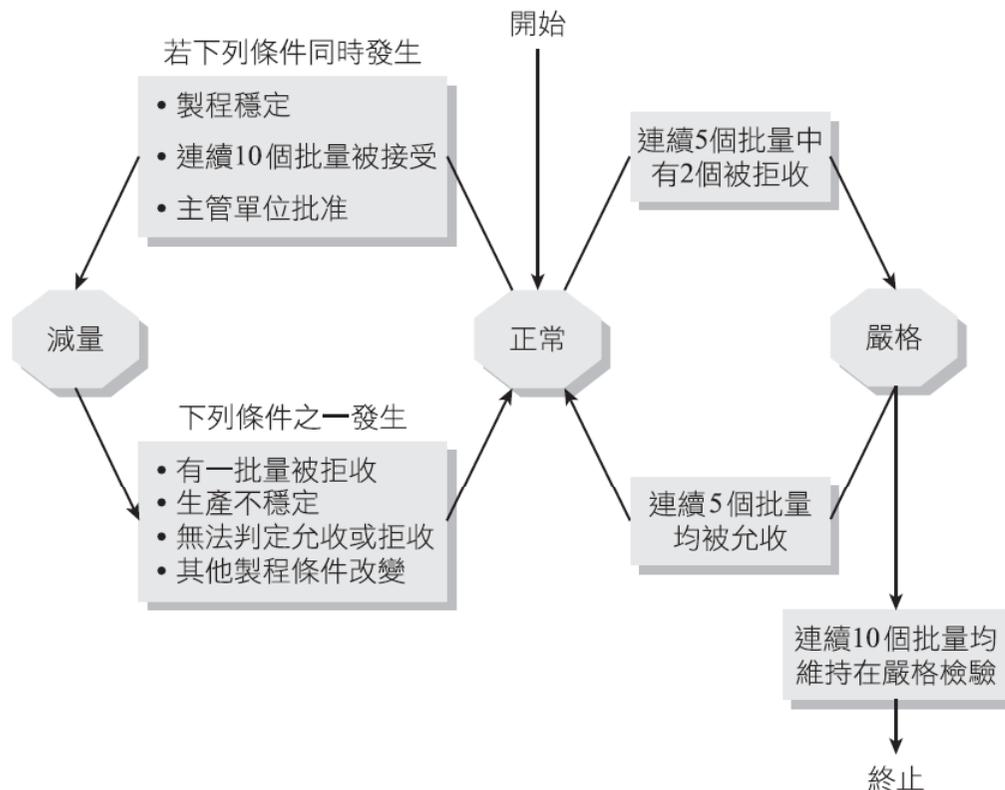 開始
若下列條件同時發生
• 製程穩定
• 連續10個批量被接受
• 主管單位批准
連續5個批量中
有2個被拒收
減量
正常
嚴格
下列條件之一發生
• 有一批量被拒收
• 生產不穩定
• 無法判定允收或拒收
• 其他製程條件改變
連續5個批量
均被允收
連續10個批量均
維持在嚴格檢驗
終止